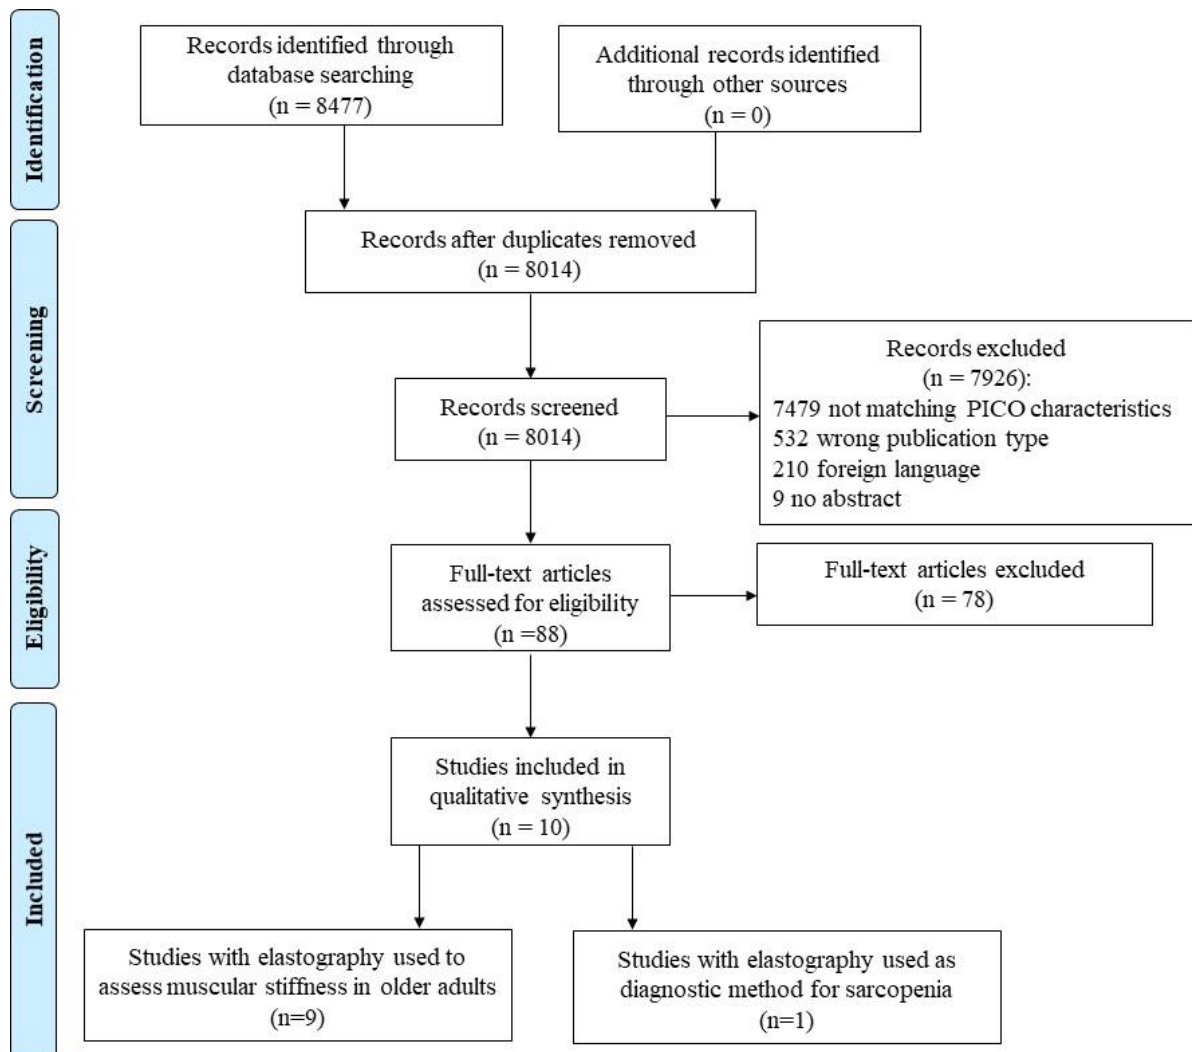 Identification
Records identified through
database searching
(n = 8477)
Additional records identified
through other sources
(n = 0)
Records after duplicates removed
(n = 8014)
Screening
Records screened
(n = 8014)
Records excluded
(n = 7926):
7479 not matching PICO characteristics
532 wrong publication type
210 foreign language
9 no abstract
Eligibility
Full-text articles
assessed for eligibility
(n =88)
Full-text articles excluded
(n = 78)
Included
Studies included in
qualitative synthesis
(n = 10)
Studies with elastography used to
assess muscular stiffness in older adults
(n=9)
Studies with elastography used as
diagnostic method for sarcopenia
(n=1)